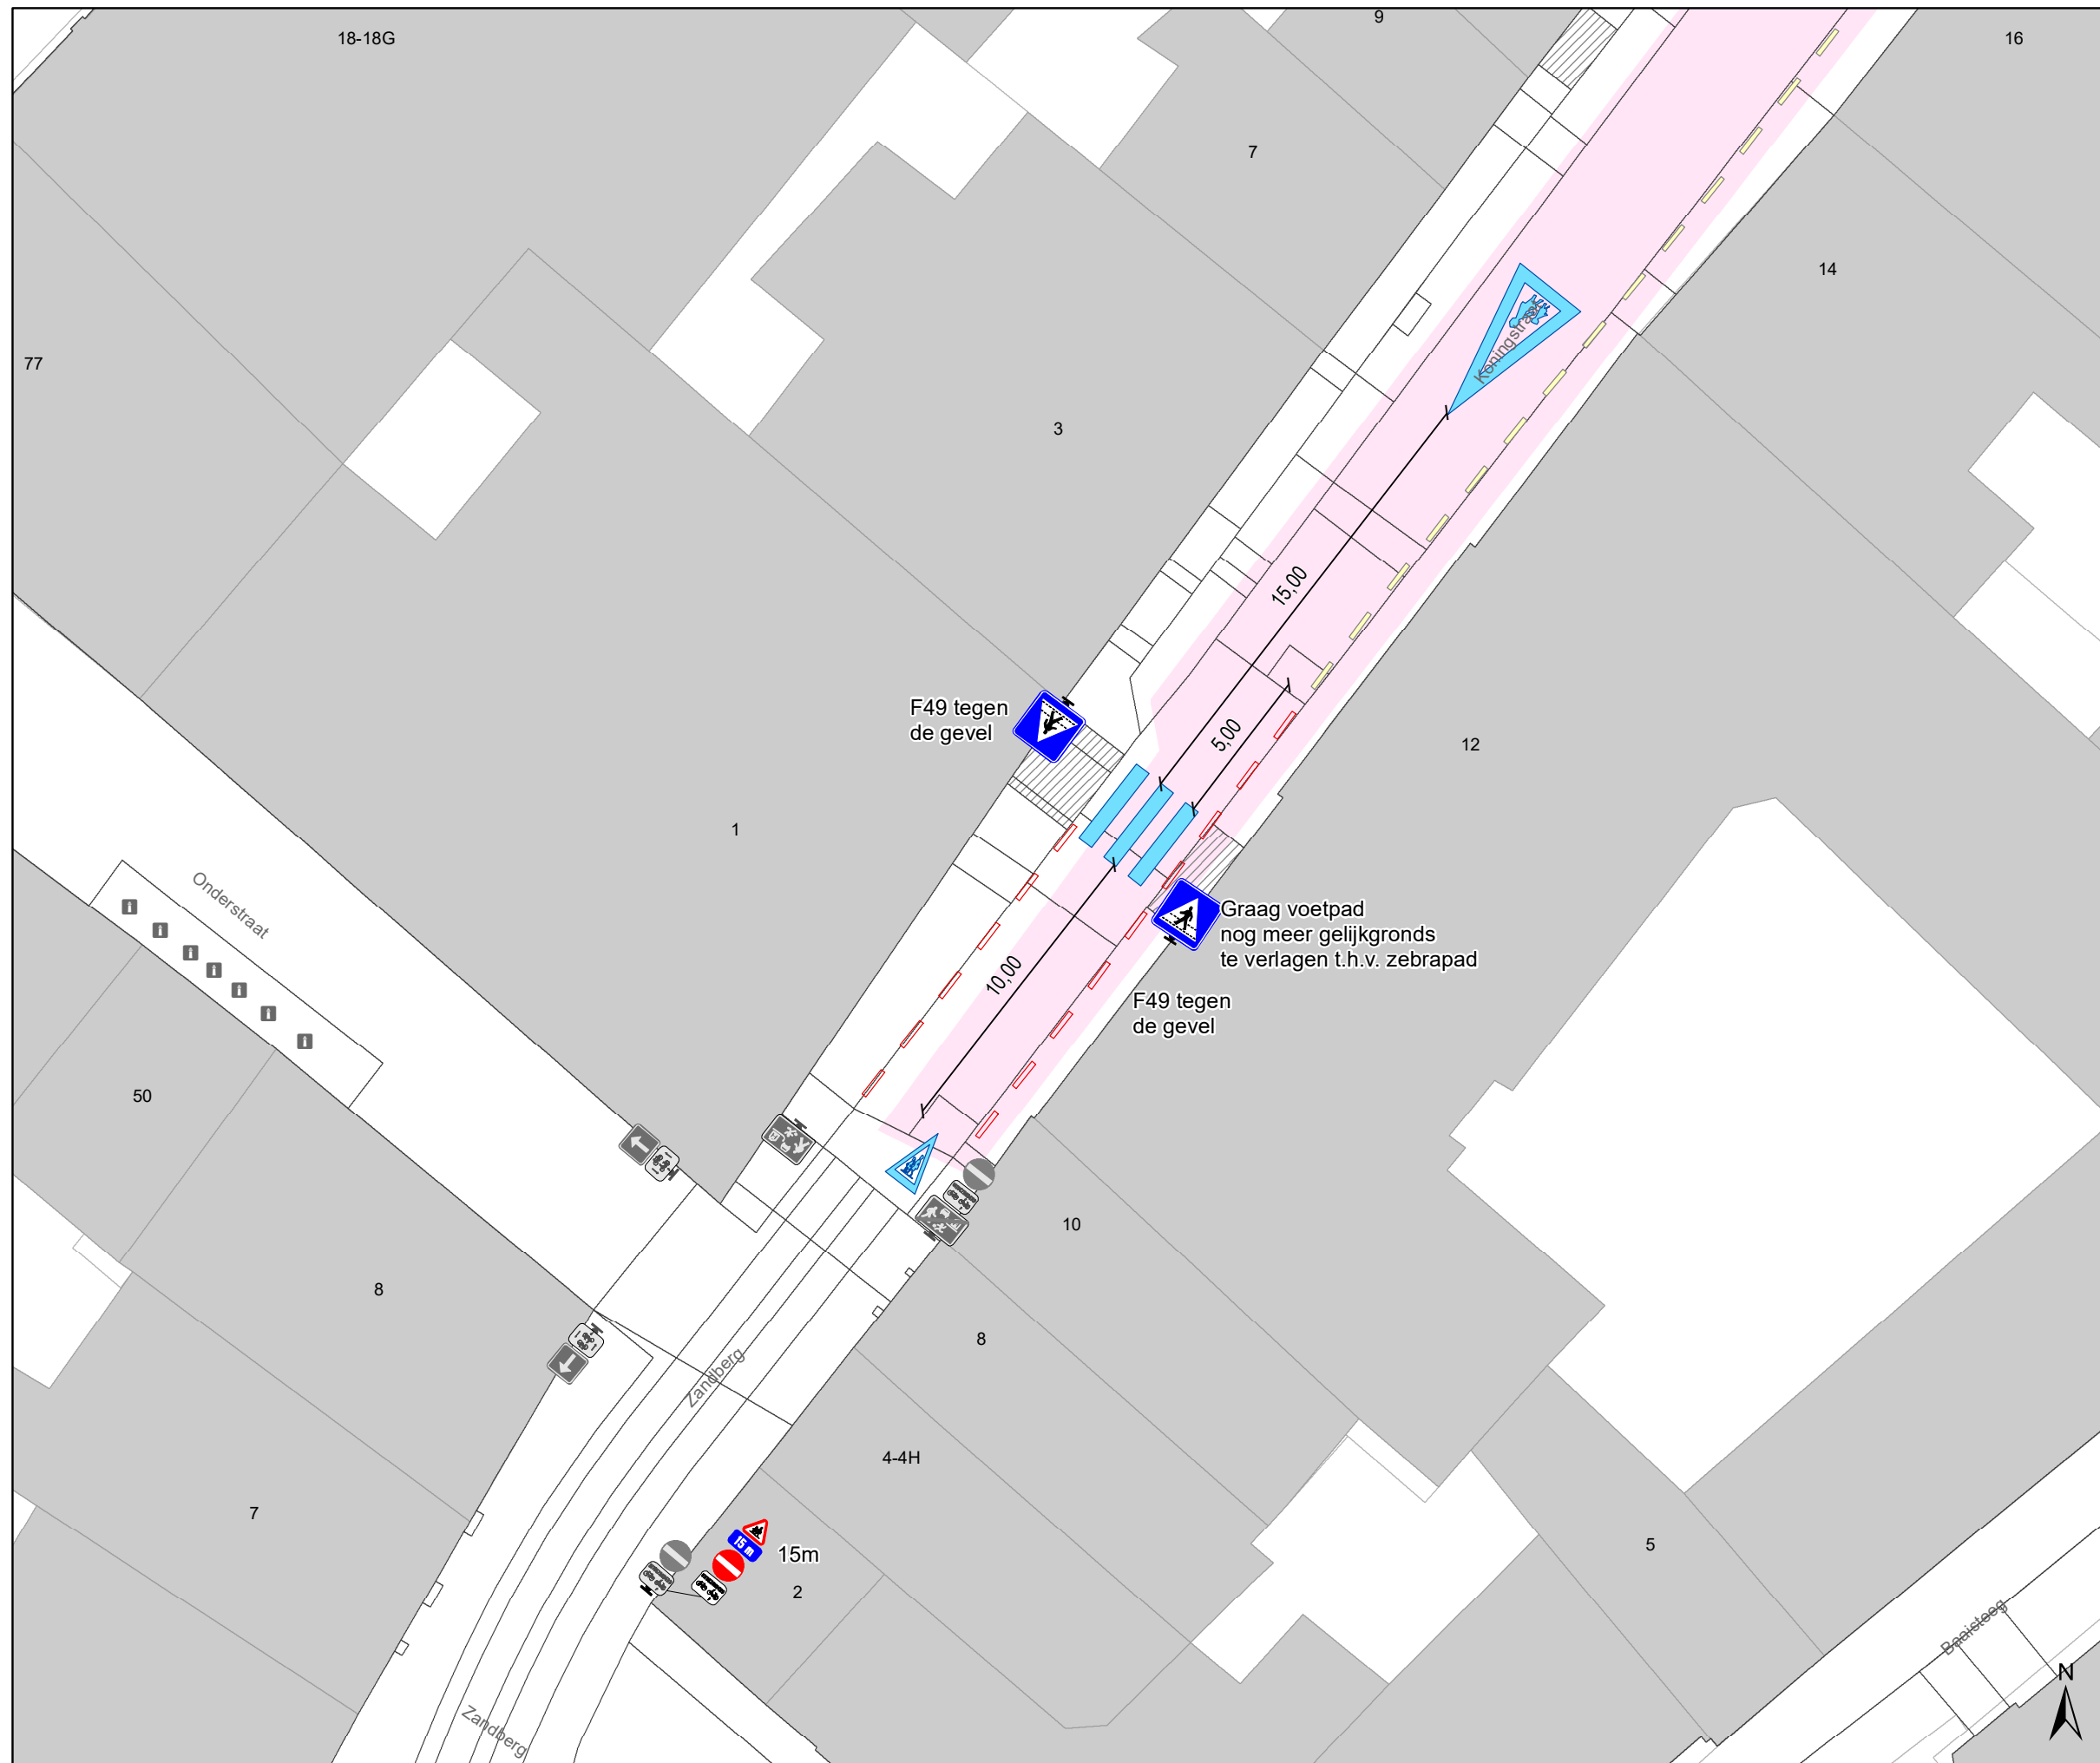 9
18-18G
16
7
14
77
3
Koningstraat
15,00
F49 tegen
de gevel
5,00
12
1
Onderstraat
Graag voetpad
nog meer gelijkgronds
te verlagen t.h.v. zebrapad
10,00
F49 tegen
de gevel
50
10
8
8
Zandberg
4-4H
7
15 m
15m
5
2
Baaisteeg
Zandberg
N